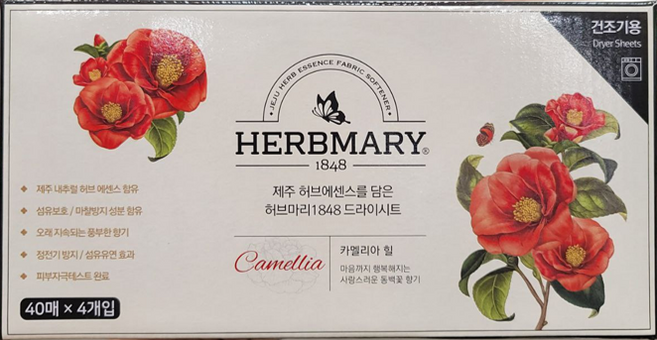 건조기용
Dryer Sheets
JEJU HERB ESSENCE FABRIC SOFTENER
HERBMARY®
1848
제주 허브에센스를 담은
허브마리1848 드라이시트
제주 내추럴 허브 에센스 함유
섬유보호 / 마찰방지 성분 함유
오래 지속되는 풍부한 향기
정전기 방지 / 섬유유연 효과
피부자극테스트 완료
Camellia
카멜리아 힐
마음까지 행복해지는
사랑스러운 동백꽃 향기
40매 × 4개입